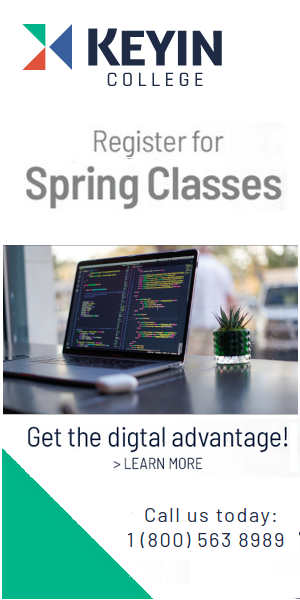 KEYIN
COLLEGE
Register for
Spring Classes
Get the digtal advantage!
> LEARN MORE
Call us today:
1 (800) 563 8989